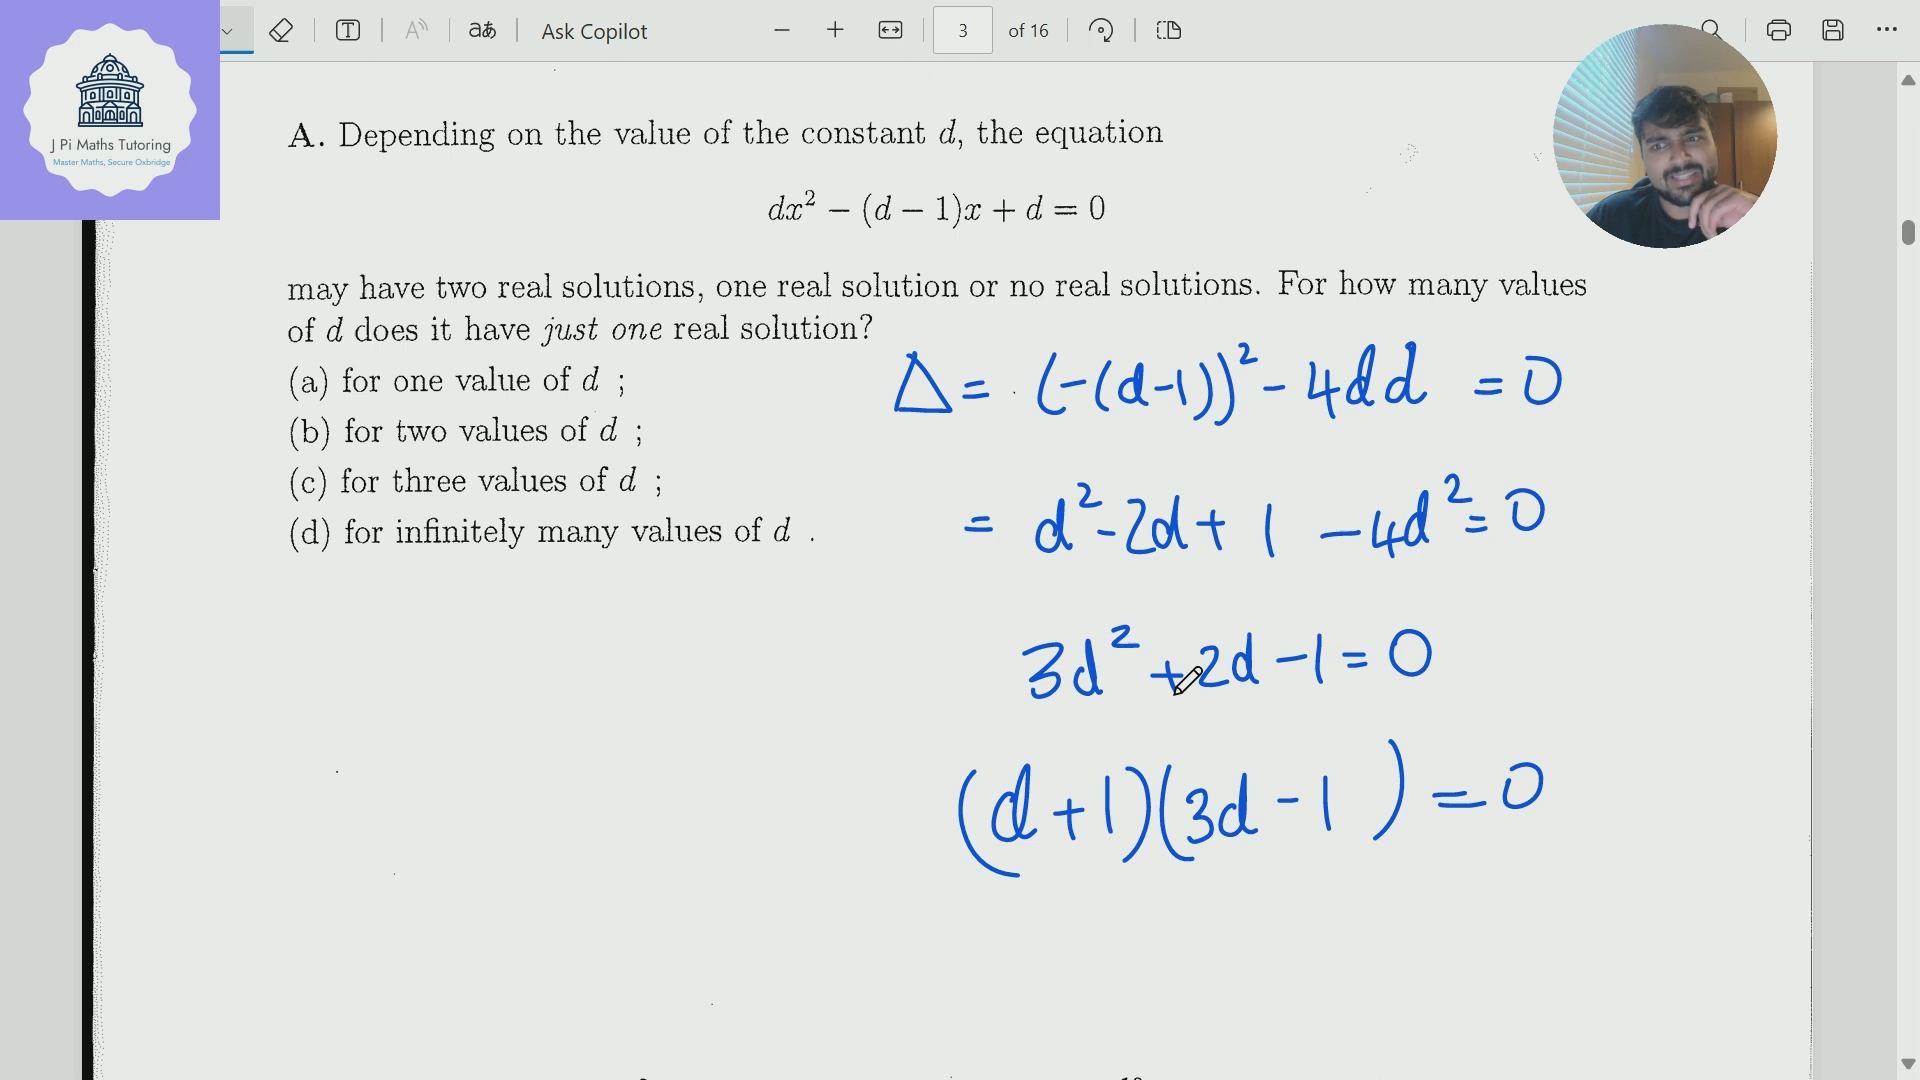 Ask Copilot
3 of 16
J Pi Maths Tutoring
Master Maths, Secure Oxbridge
A. Depending on the value of the constant d, the equation
dx² − (d − 1)x + d = 0
may have two real solutions, one real solution or no real solutions. For how many values
of d does it have just one real solution?
(a) for one value of d ;
(b) for two values of d ;
(c) for three values of d ;
(d) for infinitely many values of d .
Δ = (-(d-1))² - 4dd = 0
= d² - 2d + 1 - 4d² = 0
3d² + 2d - 1 = 0
(d+1)(3d-1) = 0